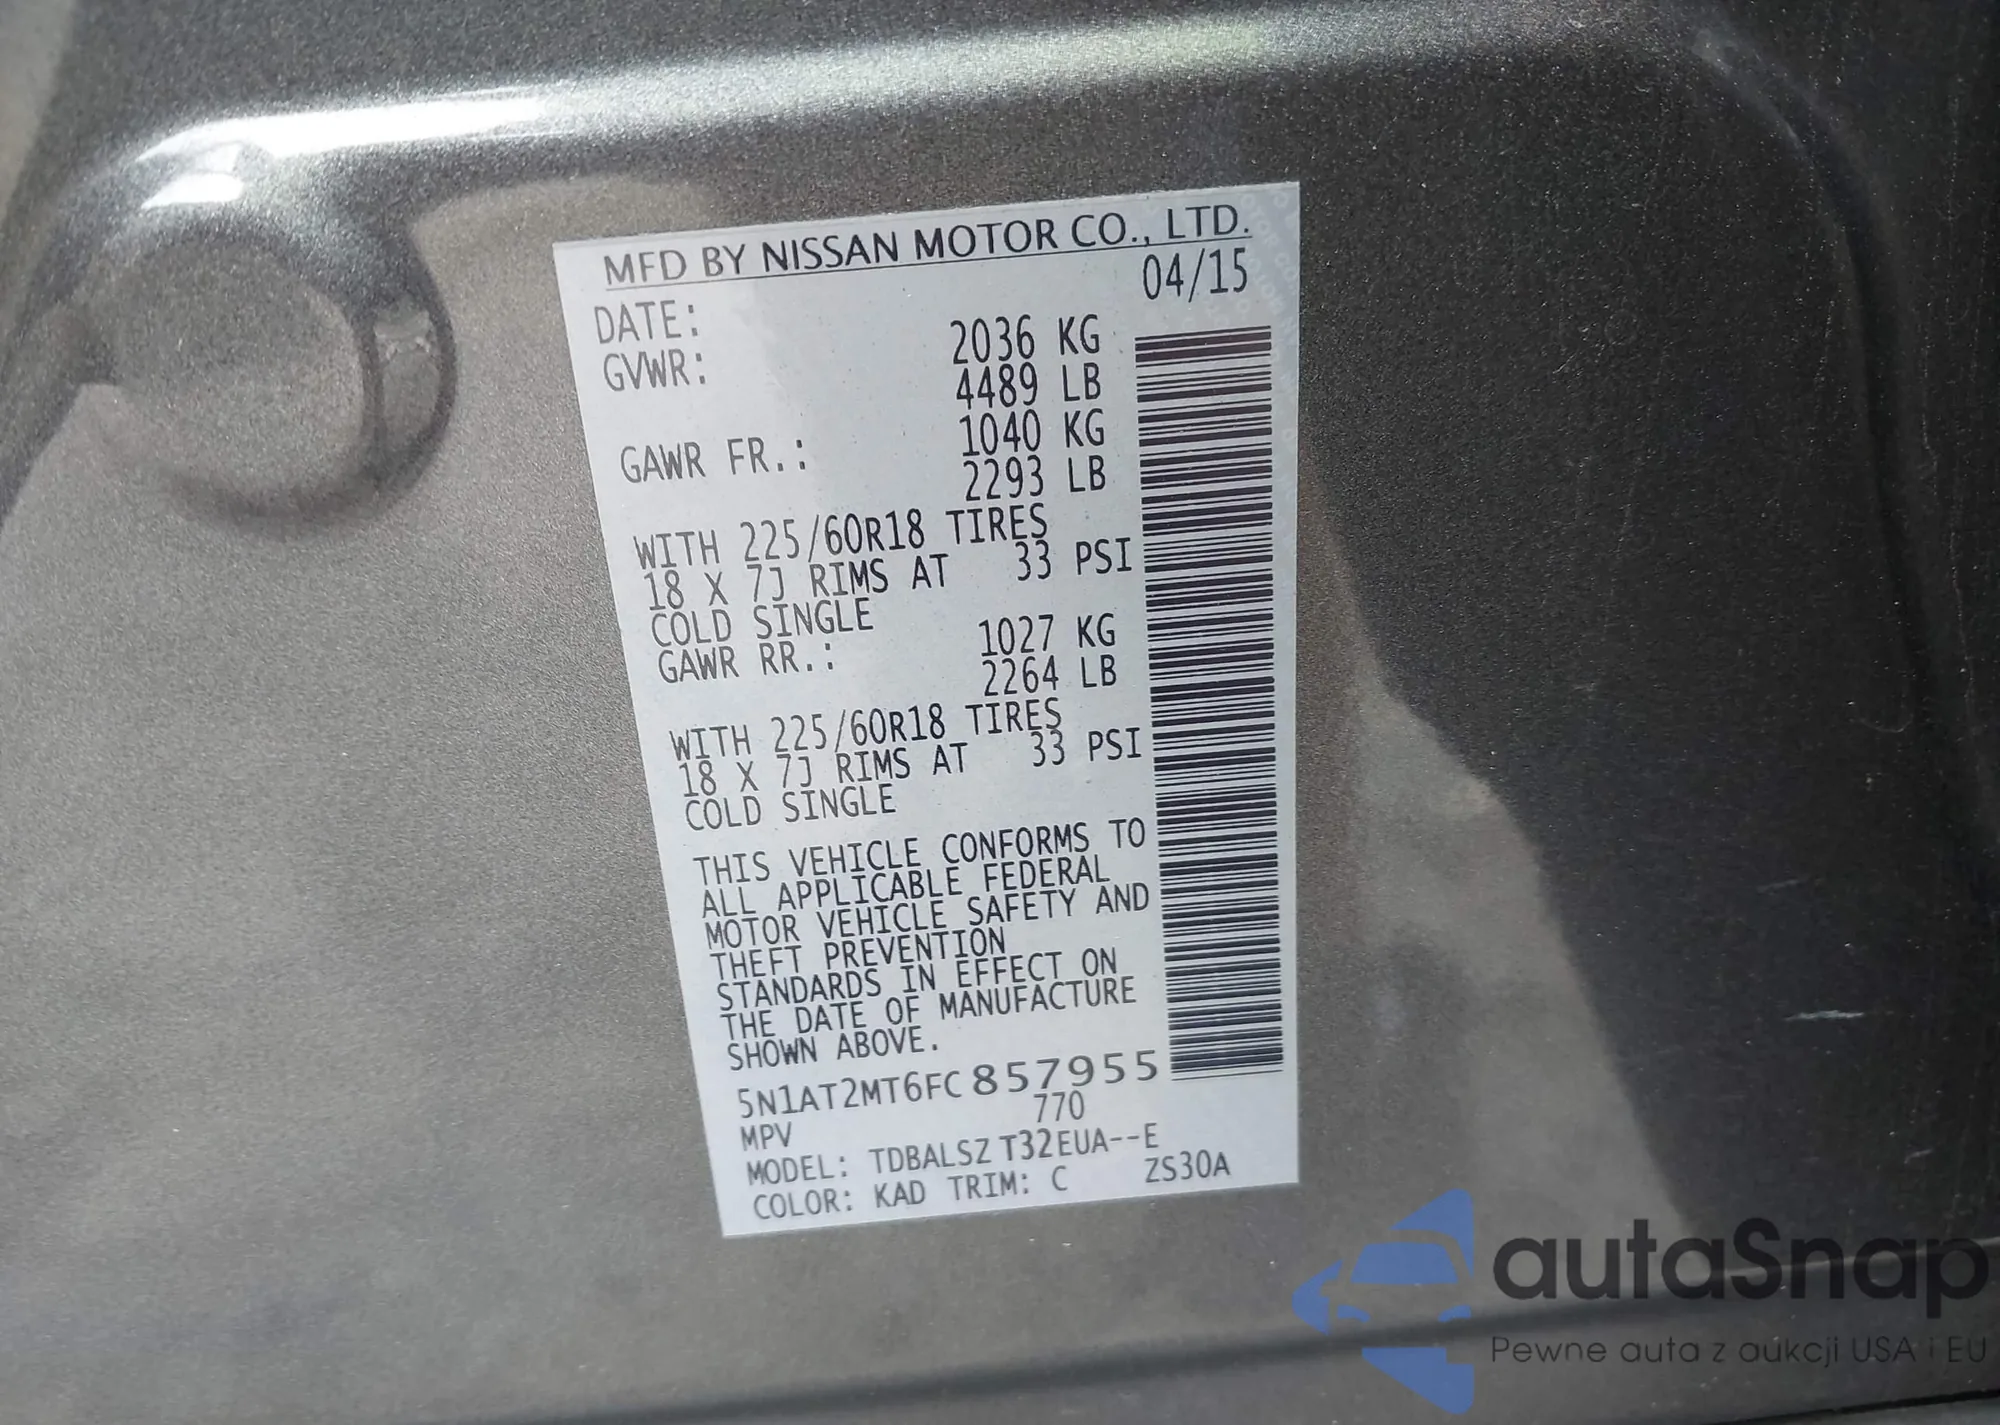 MFD BY NISSAN MOTOR CO., LTD.
DATE: 04/15
GVWR: 2036 KG
4489 LB
GAWR FR.: 1040 KG
2293 LB
WITH 225/60R18 TIRES
18 X 7J RIMS AT 33 PSI
COLD SINGLE
GAWR RR.: 1027 KG
2264 LB
WITH 225/60R18 TIRES
18 X 7J RIMS AT 33 PSI
COLD SINGLE
THIS VEHICLE CONFORMS TO
ALL APPLICABLE FEDERAL
MOTOR VEHICLE SAFETY AND
THEFT PREVENTION
STANDARDS IN EFFECT ON
THE DATE OF MANUFACTURE
SHOWN ABOVE.
5N1AT2MT6FC857955
MPV 770
MODEL: TDBALSZ T32EUA--E
COLOR: KAD TRIM: C ZS30A
autaSnap
Pewne auta z aukcji USA i EU